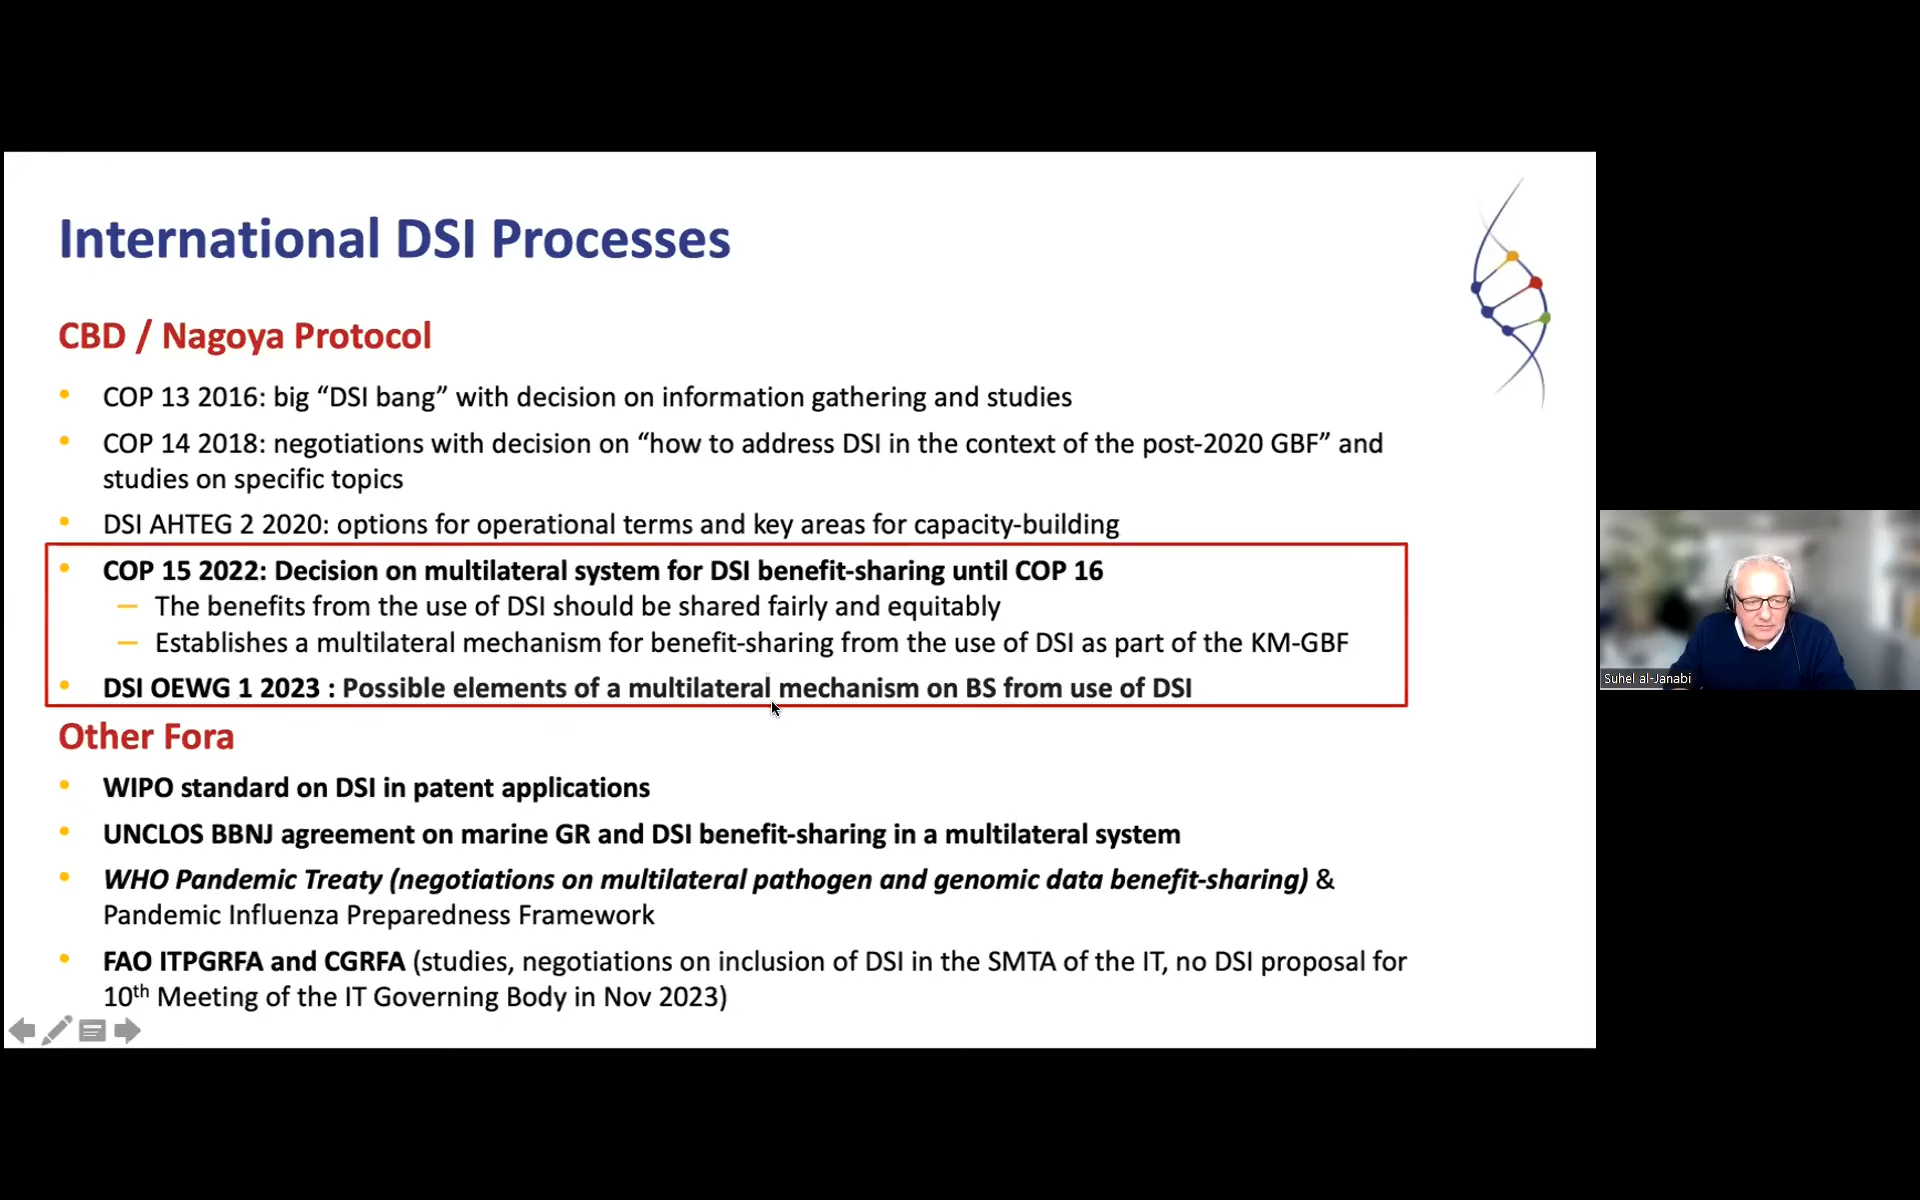 International DSI Processes
CBD / Nagoya Protocol
• COP 13 2016: big “DSI bang” with decision on information gathering and studies
• COP 14 2018: negotiations with decision on “how to address DSI in the context of the post-2020 GBF” and
studies on specific topics
• DSI AHTEG 2 2020: options for operational terms and key areas for capacity-building
• COP 15 2022: Decision on multilateral system for DSI benefit-sharing until COP 16
— The benefits from the use of DSI should be shared fairly and equitably
— Establishes a multilateral mechanism for benefit-sharing from the use of DSI as part of the KM-GBF
• DSI OEWG 1 2023 : Possible elements of a multilateral mechanism on BS from use of DSI
Other Fora
• WIPO standard on DSI in patent applications
• UNCLOS BBNJ agreement on marine GR and DSI benefit-sharing in a multilateral system
• WHO Pandemic Treaty (negotiations on multilateral pathogen and genomic data benefit-sharing) &
Pandemic Influenza Preparedness Framework
• FAO ITPGRFA and CGRFA (studies, negotiations on inclusion of DSI in the SMTA of the IT, no DSI proposal for
10th Meeting of the IT Governing Body in Nov 2023)
Suhel al-Janabi